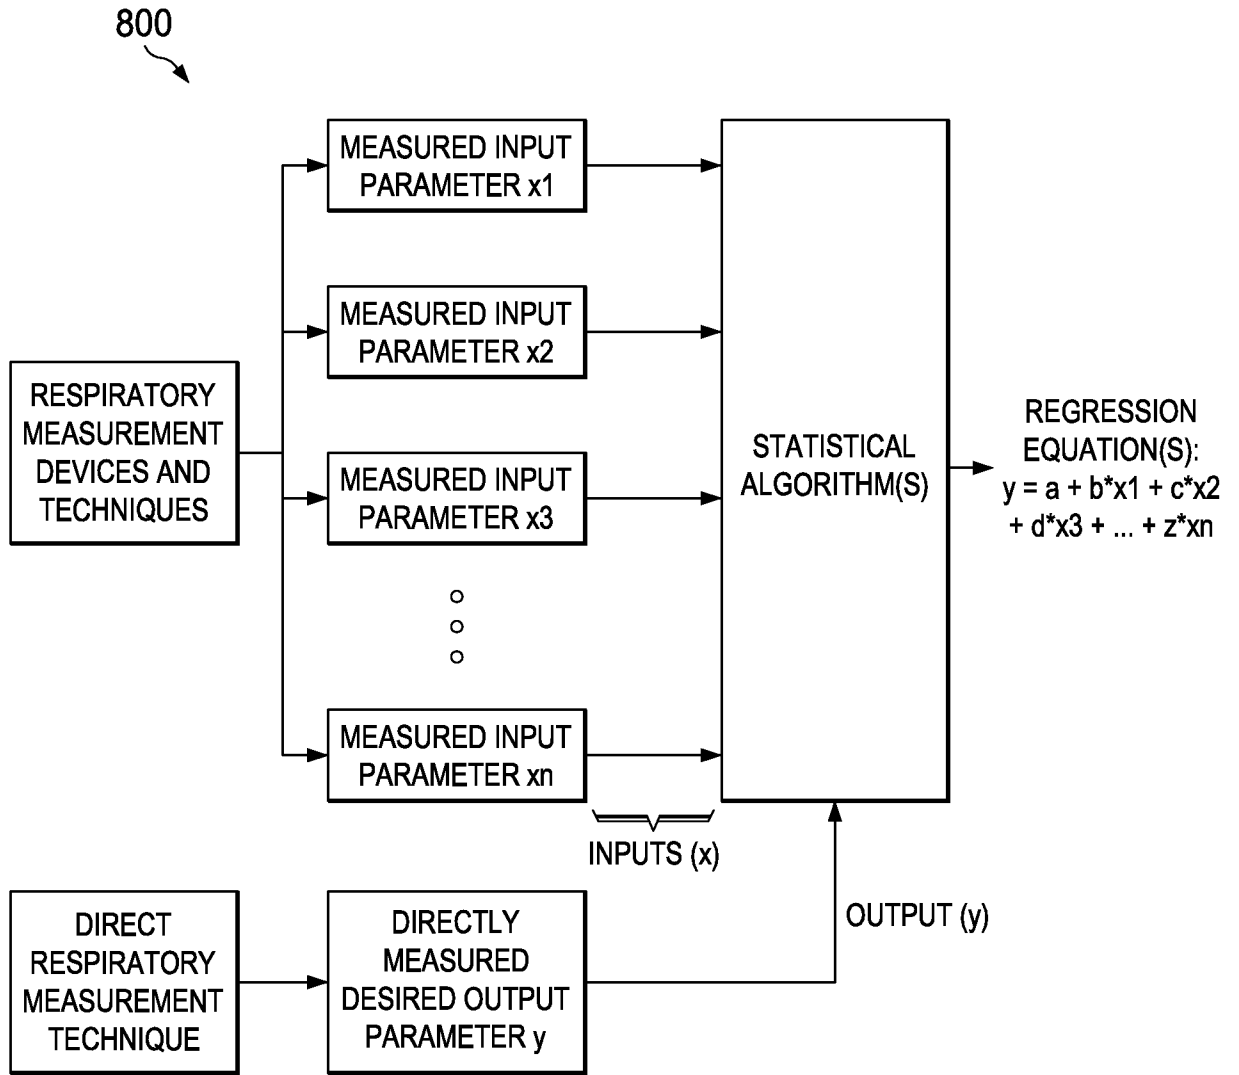 800
MEASURED INPUT
PARAMETER x1
MEASURED INPUT
PARAMETER x2
RESPIRATORY
MEASUREMENT
DEVICES AND
TECHNIQUES
MEASURED INPUT
PARAMETER x3
MEASURED INPUT
PARAMETER xn
STATISTICAL
ALGORITHM(S)
REGRESSION
EQUATION(S):
y = a + b*x1 + c*x2
+ d*x3 + ... + z*xn
INPUTS (x)
DIRECT
RESPIRATORY
MEASUREMENT
TECHNIQUE
DIRECTLY
MEASURED
DESIRED OUTPUT
PARAMETER y
OUTPUT (y)